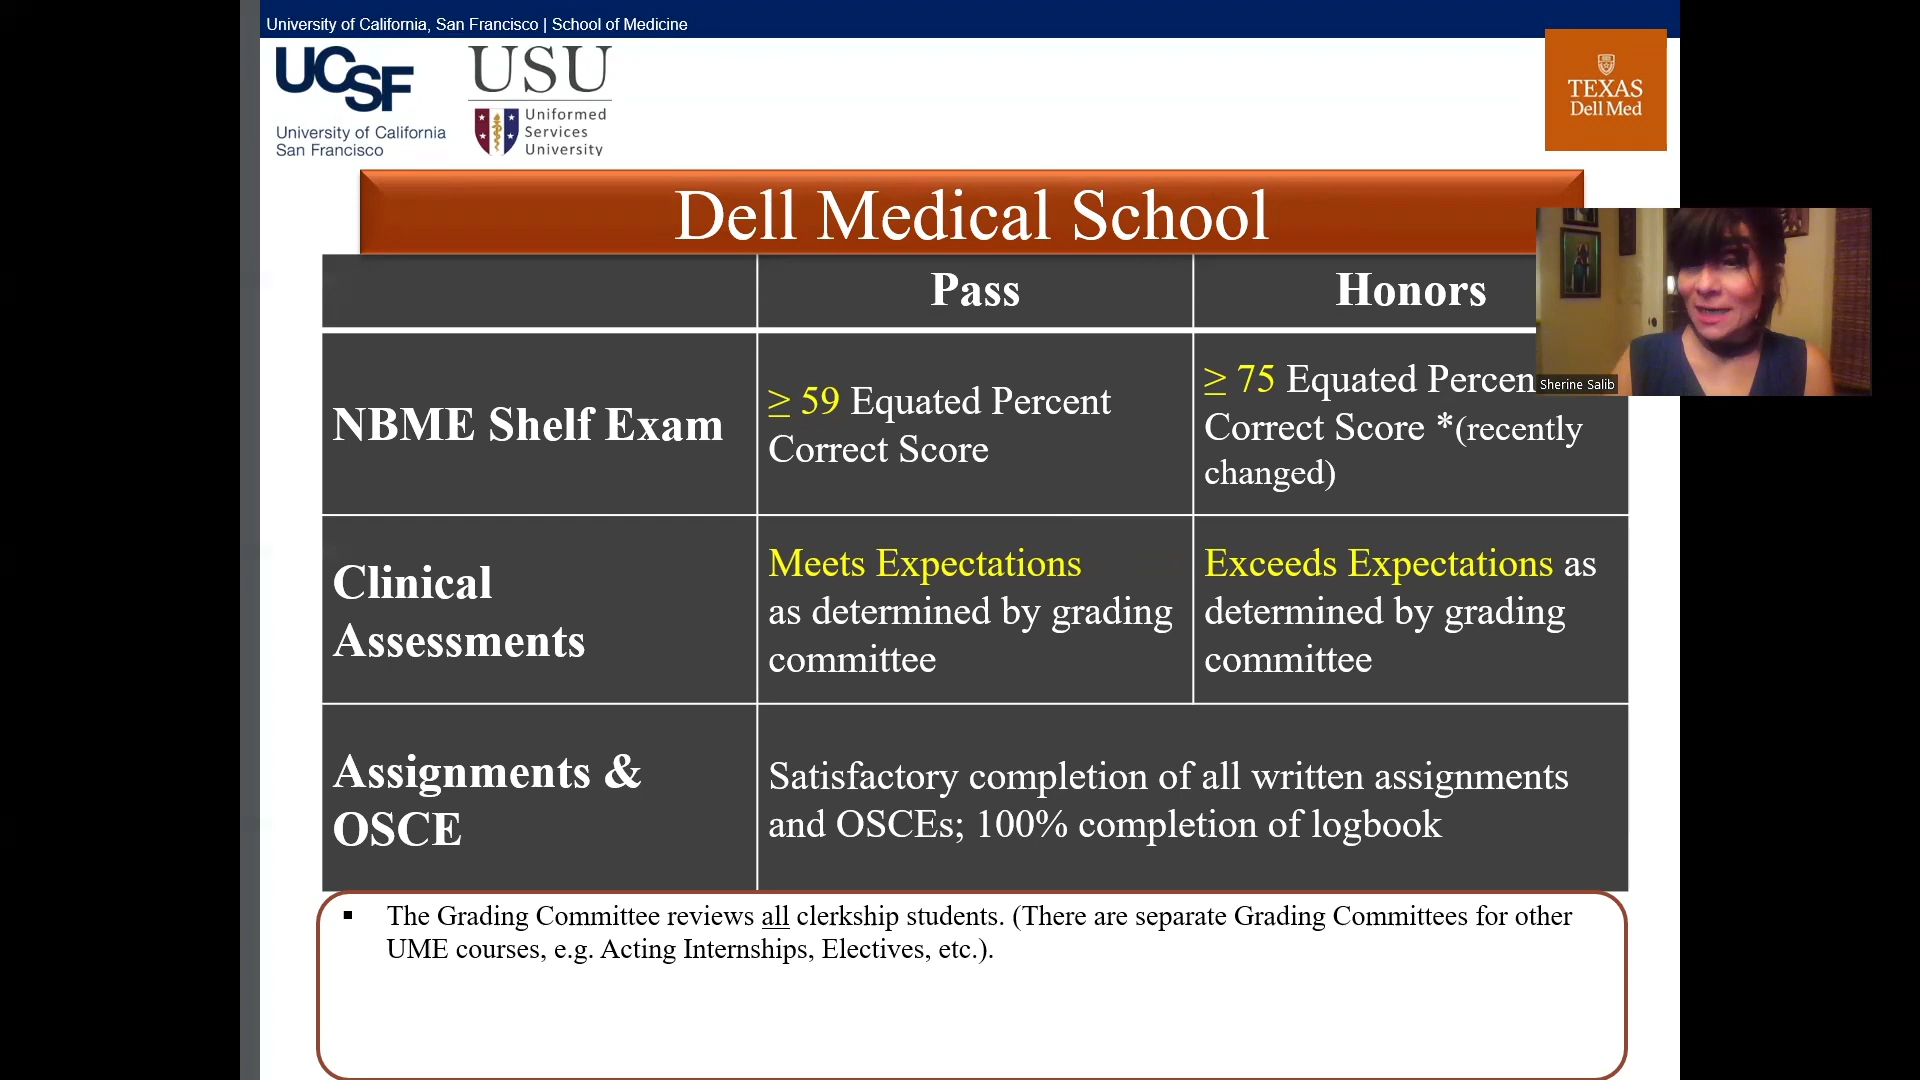 University of California, San Francisco | School of Medicine
UCSF
University of California
San Francisco
USU
Uniformed
Services
University
TEXAS
Dell Med
Dell Medical School
Pass
Honors
NBME Shelf Exam
≥ 59 Equated Percent
Correct Score
≥ 75 Equated Percen
Correct Score *(recently
changed)
Sherine Salib
Clinical
Assessments
Meets Expectations
as determined by grading
committee
Exceeds Expectations as
determined by grading
committee
Assignments &
OSCE
Satisfactory completion of all written assignments
and OSCEs; 100% completion of logbook
▪ The Grading Committee reviews all clerkship students. (There are separate Grading Committees for other
UME courses, e.g. Acting Internships, Electives, etc.).